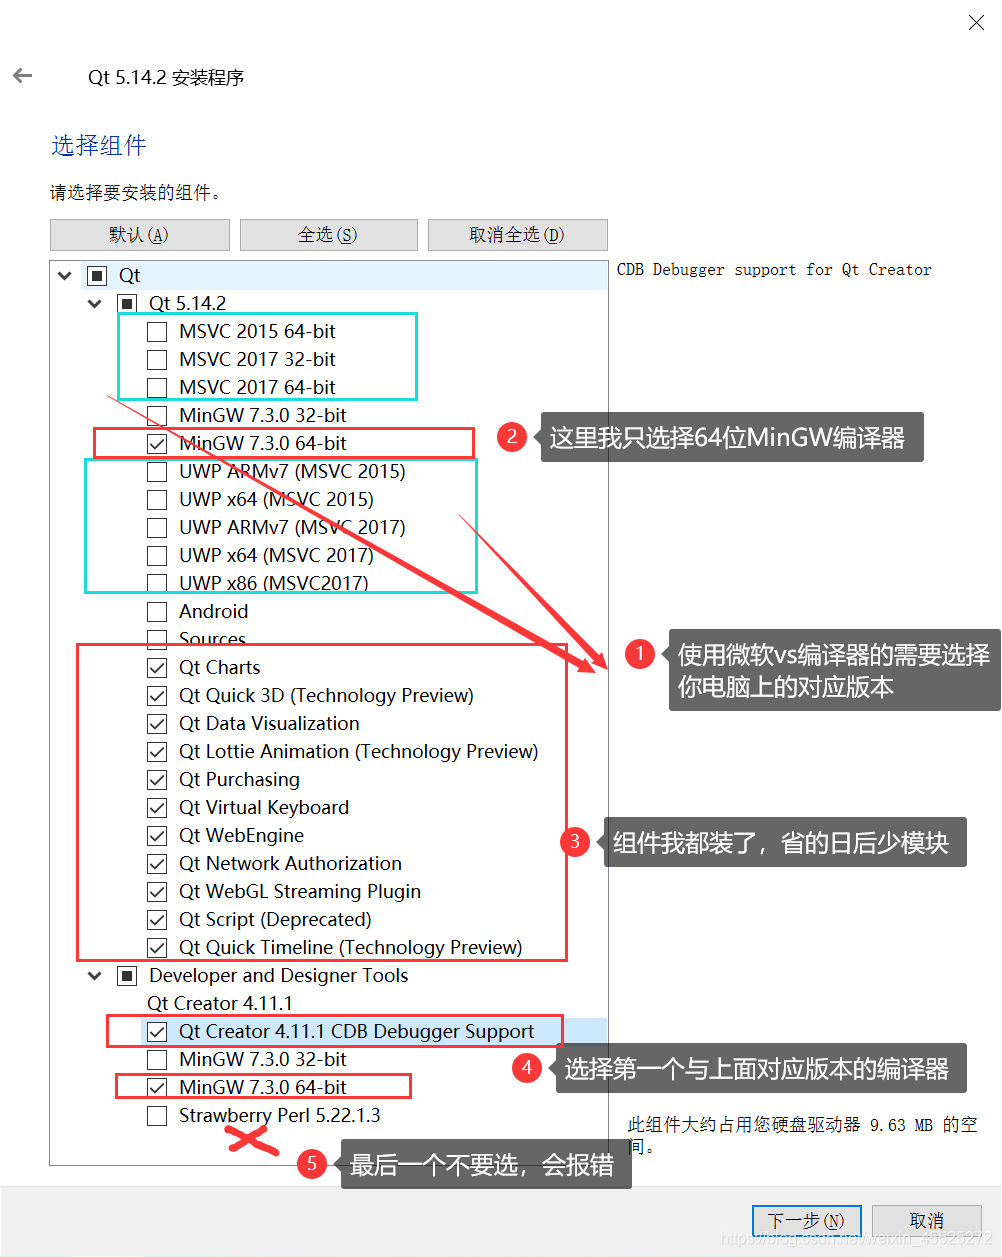 Qt 5.14.2 安装程序
选择组件
请选择要安装的组件。
默认(A)
全选(S)
取消全选(D)
Qt
CDB Debugger support for Qt Creator
Qt 5.14.2
MSVC 2015 64-bit
MSVC 2017 32-bit
MSVC 2017 64-bit
MinGW 7.3.0 32-bit
MinGW 7.3.0 64-bit
2 这里我只选择64位MinGW编译器
UWP ARMv7 (MSVC 2015)
UWP x64 (MSVC 2015)
UWP ARMv7 (MSVC 2017)
UWP x64 (MSVC 2017)
UWP x86 (MSVC2017)
Android
Sources
1 使用微软vs编译器的需要选择
你电脑上的对应版本
Qt Charts
Qt Quick 3D (Technology Preview)
Qt Data Visualization
Qt Lottie Animation (Technology Preview)
Qt Purchasing
Qt Virtual Keyboard
Qt WebEngine
3 组件我都装了，省的日后少模块
Qt Network Authorization
Qt WebGL Streaming Plugin
Qt Script (Deprecated)
Qt Quick Timeline (Technology Preview)
Developer and Designer Tools
Qt Creator 4.11.1
Qt Creator 4.11.1 CDB Debugger Support
MinGW 7.3.0 32-bit
4 选择第一个与上面对应版本的编译器
MinGW 7.3.0 64-bit
Strawberry Perl 5.22.1.3
此组件大约占用您硬盘驱动器 9.63 MB 的空
间。
5 最后一个不要选，会报错
下一步(N)
取消
https://blog.csdn.net/weixin_45525272